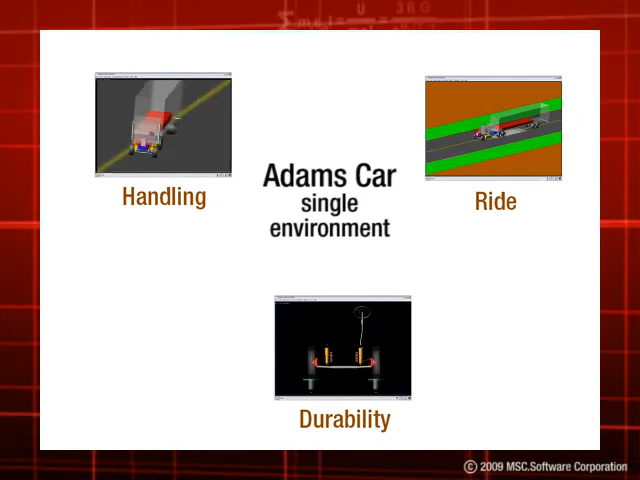 Handling
Adams Car
single
environment
Ride
Durability
© 2009 MSC.Software Corporation